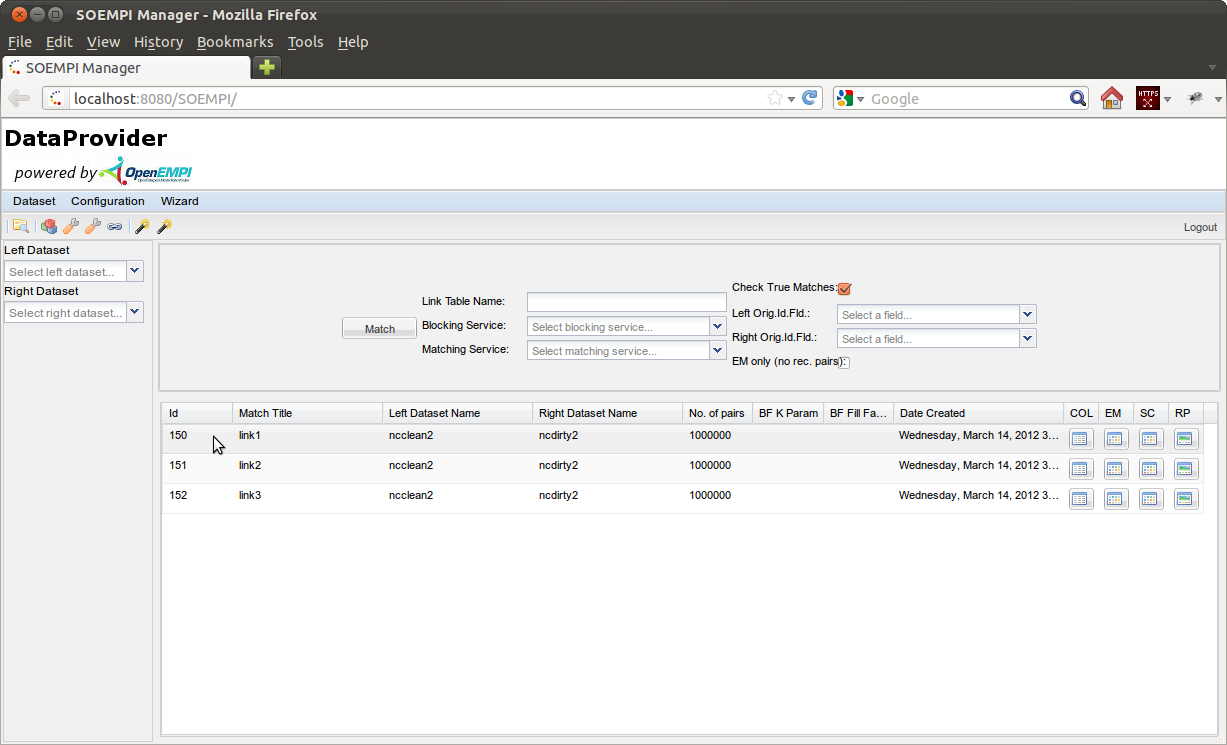 SOEMPI Manager - Mozilla Firefox
File Edit View History Bookmarks Tools Help
SOEMPI Manager
localhost:8080/SOEMPI/
Google
HTTPS
DataProvider
powered by OpenEMPI
Dataset Configuration Wizard
Logout
Left Dataset
Select left dataset...
Right Dataset
Select right dataset...
Match
Link Table Name:
Blocking Service: Select blocking service...
Matching Service: Select matching service...
Check True Matches:
Left Orig.Id.Fld.: Select a field...
Right Orig.Id.Fld.: Select a field...
EM only (no rec. pairs):
Id Match Title Left Dataset Name Right Dataset Name No. of pairs BF K Param BF Fill Fa... Date Created COL EM SC RP
150 link1 ncclean2 ncdirty2 1000000 Wednesday, March 14, 2012 3...
151 link2 ncclean2 ncdirty2 1000000 Wednesday, March 14, 2012 3...
152 link3 ncclean2 ncdirty2 1000000 Wednesday, March 14, 2012 3...